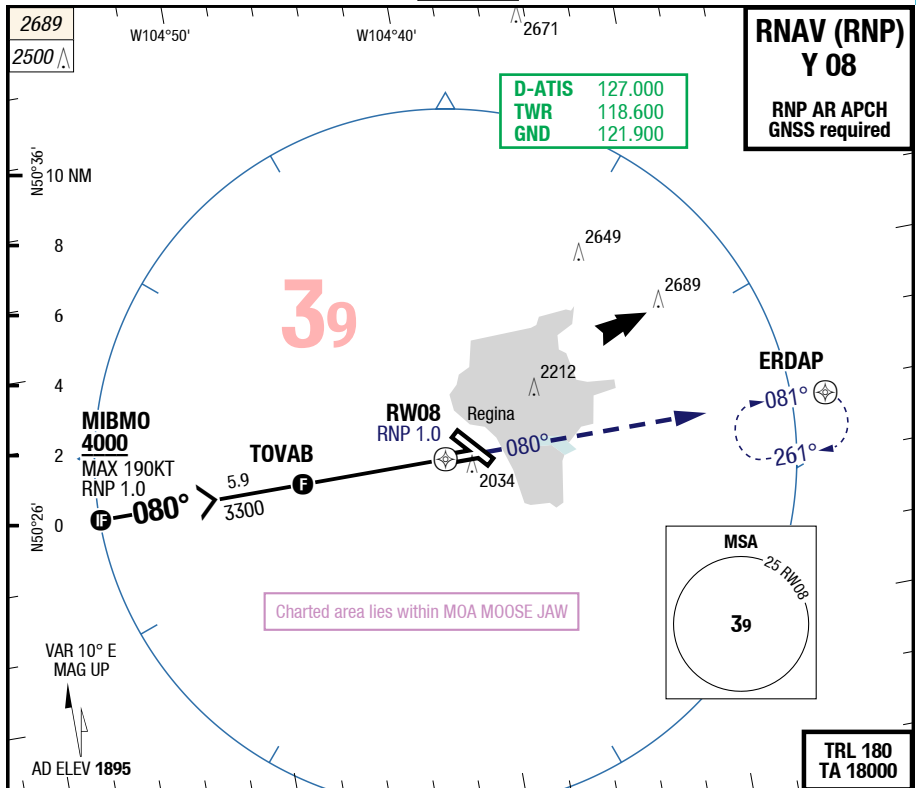 2689
2500
W104°50'
W104°40'
2671
RNAV (RNP)
Y 08
RNP AR APCH
GNSS required
D-ATIS 127.000
TWR 118.600
GND 121.900
N50°36'
10 NM
8
6
4
2
0
N50°26'
39
2649
2689
2212
ERDAP
081°
261°
MIBMO
4000
MAX 190KT
RNP 1.0
IF
080°
5.9
3300
TOVAB
F
RW08
RNP 1.0
Regina
080°
2034
MSA
25 RW08
39
Charted area lies within MOA MOOSE JAW
VAR 10° E
MAG UP
AD ELEV 1895
TRL 180
TA 18000